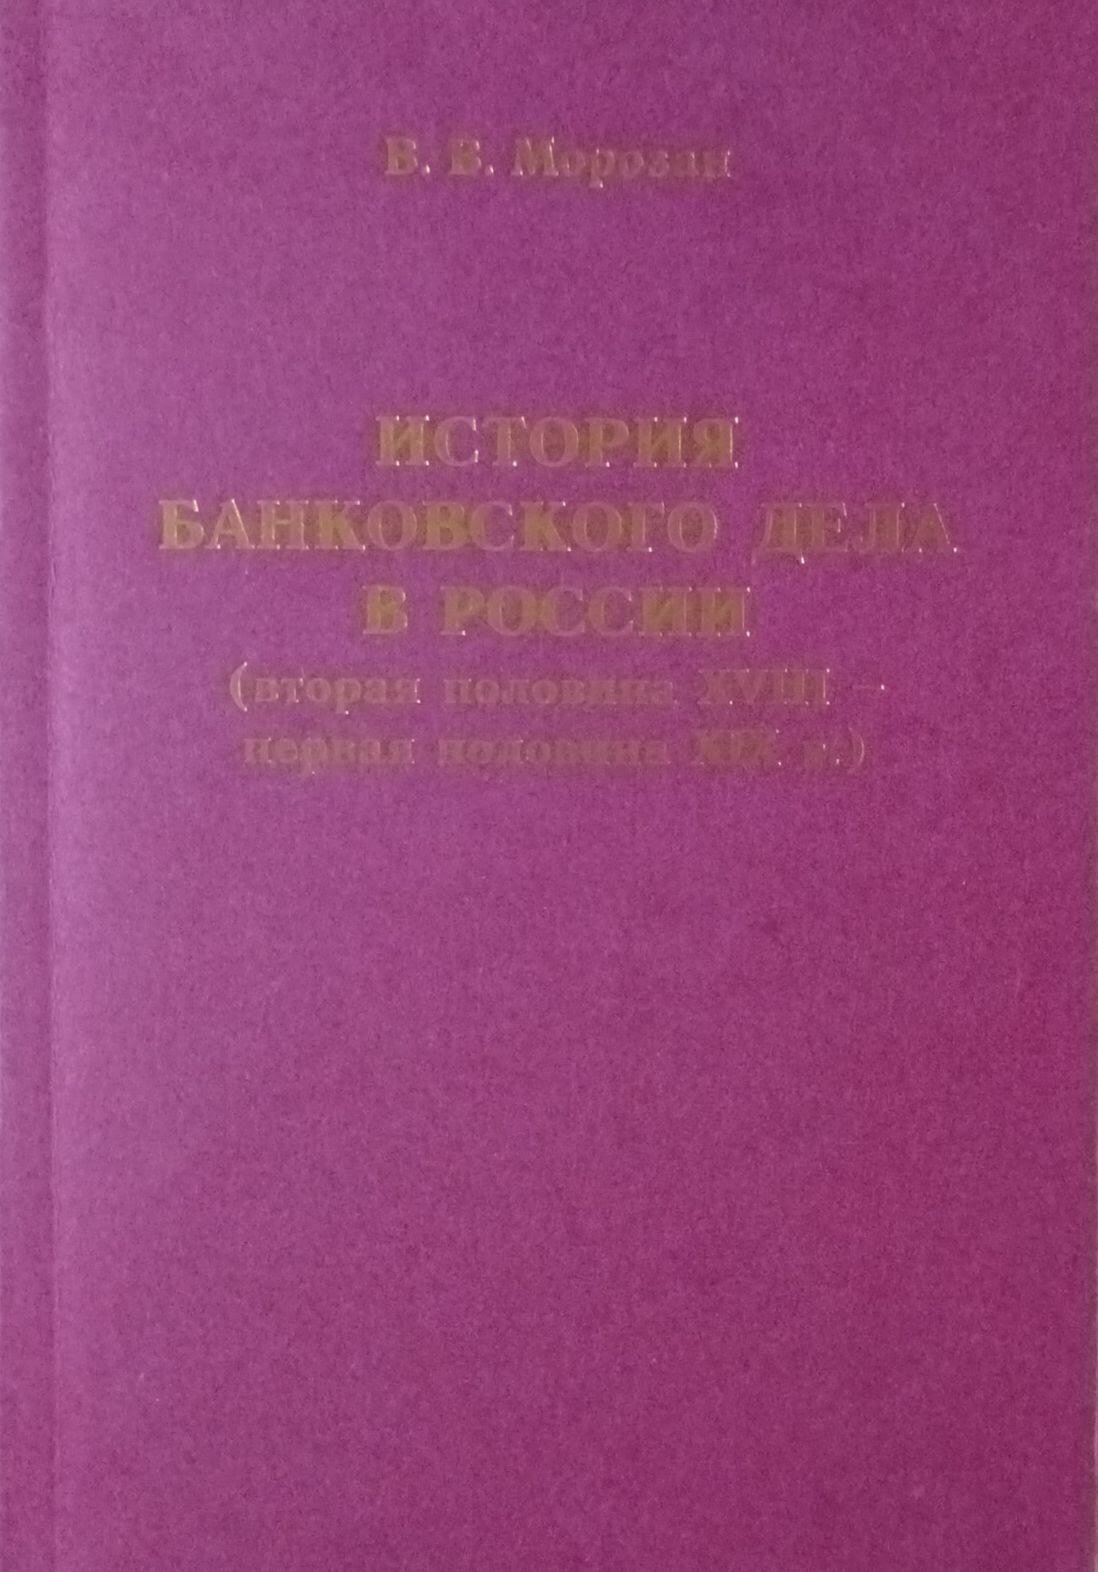 В. В. Морозан
ИСТОРИЯ
БАНКОВСКОГО ДЕЛА
В РОССИИ
(вторая половина XVIII –
первая половина XIX в.)